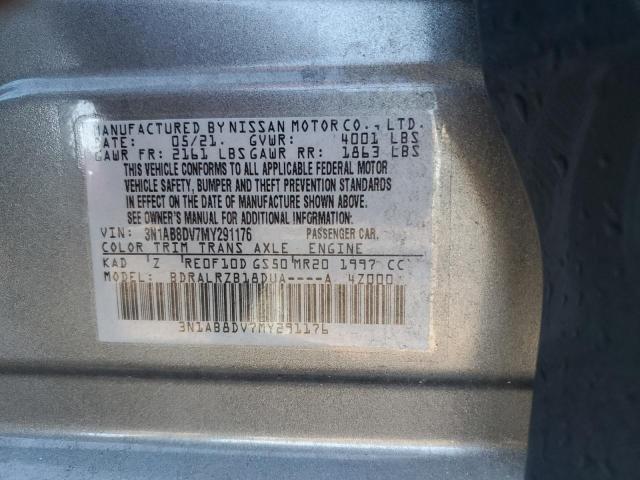 MANUFACTURED BY NISSAN MOTOR CO., LTD.
DATE: 05/21. GVWR: 4001 LBS
GAWR FR: 2161 LBS GAWR RR: 1863 LBS
THIS VEHICLE CONFORMS TO ALL APPLICABLE FEDERAL MOTOR
VEHICLE SAFETY, BUMPER AND THEFT PREVENTION STANDARDS
IN EFFECT ON THE DATE OF MANUFACTURE SHOWN ABOVE.
SEE OWNER'S MANUAL FOR ADDITIONAL INFORMATION.
VIN: 3N1AB8DV7MY291176 PASSENGER CAR.
COLOR TRIM TRANS AXLE ENGINE
KAD Z RE0F10D GS50 MR20 1997 CC
MODEL: BDRALRZB18DUA----A 4Z000
3N1AB8DV7MY291176